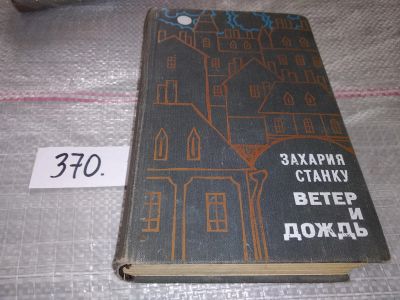 370.
ЗАХАРИЯ
СТАНКУ
ВЕТЕР
И
ДОЖДЬ